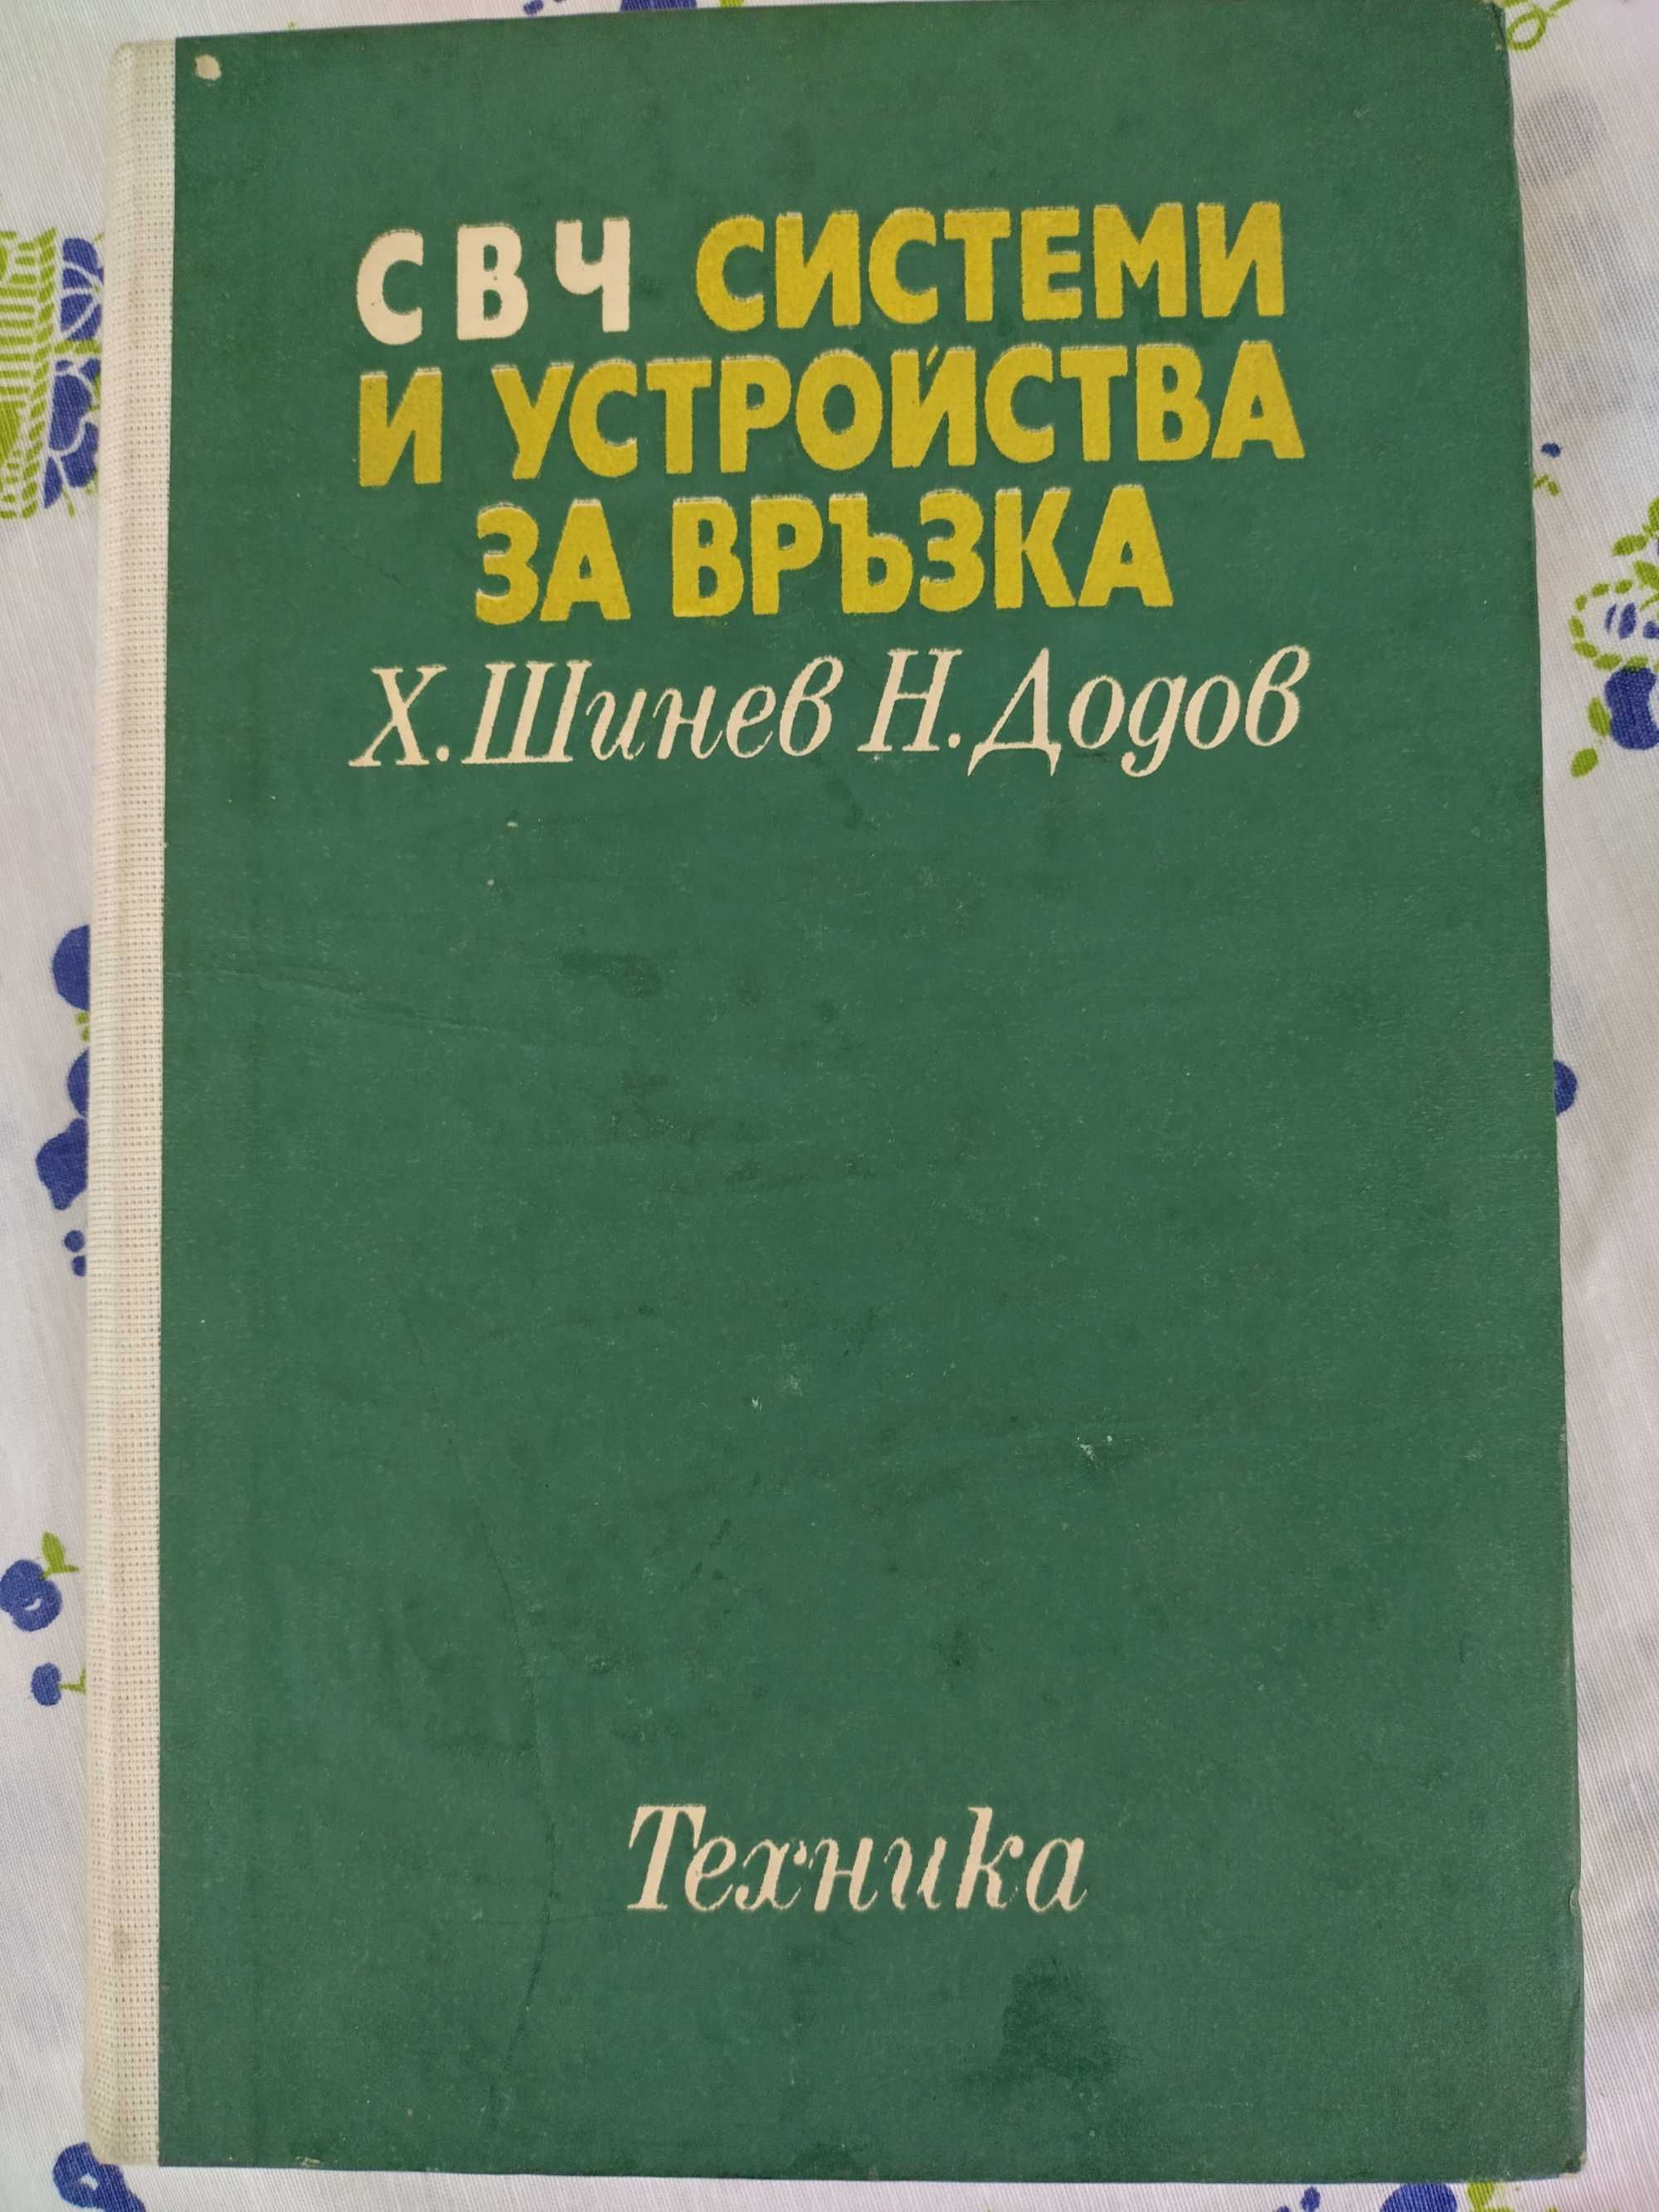 СВЧ СИСТЕМИ
И УСТРОЙСТВА
ЗА ВРЪЗКА
Х. Шинев Н. Додов
Техника